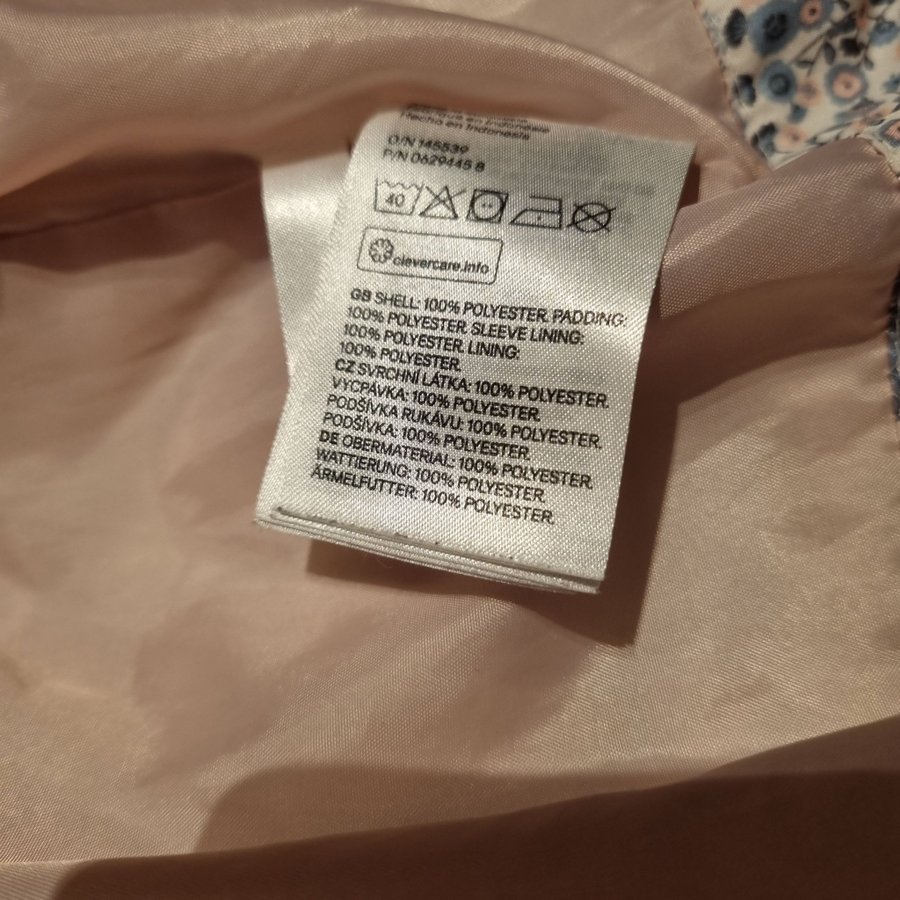 Hecho en Indonesia
O/N 145539
P/N 0629445 8
40
clevercare.info
GB SHELL: 100% POLYESTER. PADDING:
100% POLYESTER. SLEEVE LINING:
100% POLYESTER. LINING:
100% POLYESTER.
CZ SVRCHNÍ LÁTKA: 100% POLYESTER.
VYCPÁVKA: 100% POLYESTER.
PODŠÍVKA RUKÁVU: 100% POLYESTER.
PODŠÍVKA: 100% POLYESTER.
DE OBERMATERIAL: 100% POLYESTER.
WATTIERUNG: 100% POLYESTER.
ÄRMELFUTTER: 100% POLYESTER.